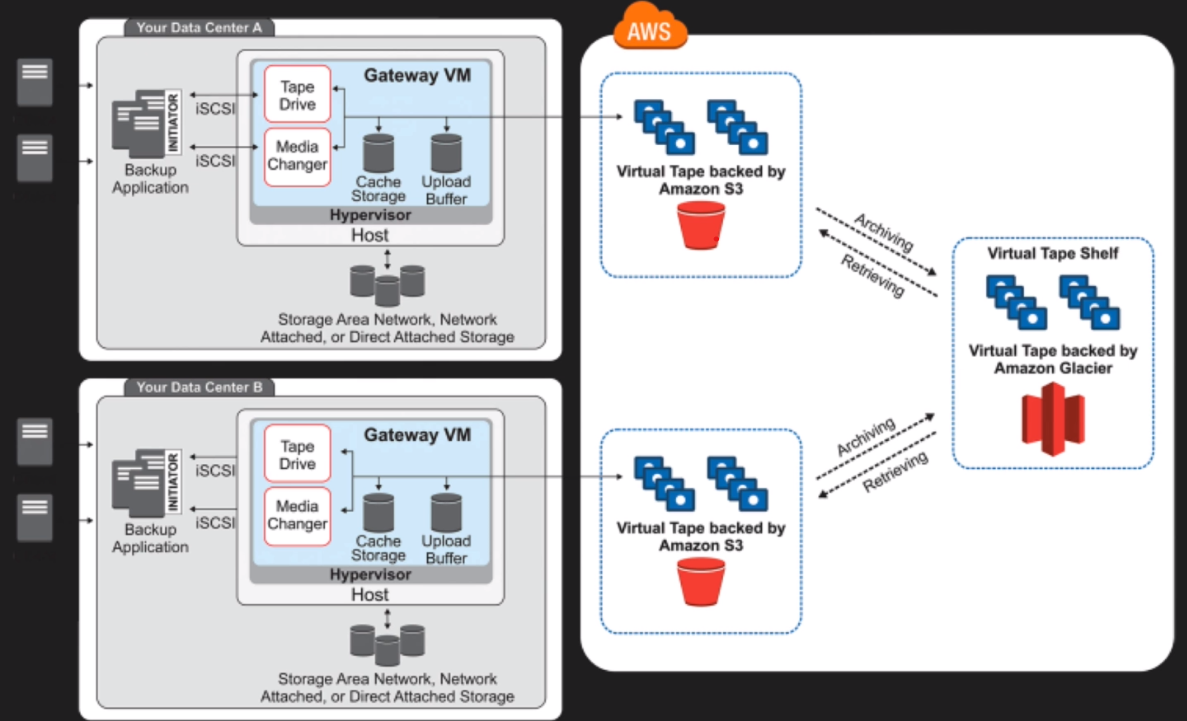 Your Data Center A
Gateway VM
Tape
Drive
INITIATOR
iSCSI
iSCSI
Media
Changer
Backup
Application
Cache
Storage
Upload
Buffer
Hypervisor
Host
Storage Area Network, Network
Attached, or Direct Attached Storage
Your Data Center B
Gateway VM
Tape
Drive
INITIATOR
iSCSI
iSCSI
Media
Changer
Backup
Application
Cache
Storage
Upload
Buffer
Hypervisor
Host
Storage Area Network, Network
Attached, or Direct Attached Storage
AWS
Virtual Tape backed by
Amazon S3
Archiving
Retrieving
Virtual Tape Shelf
Virtual Tape backed by
Amazon Glacier
Archiving
Retrieving
Virtual Tape backed by
Amazon S3